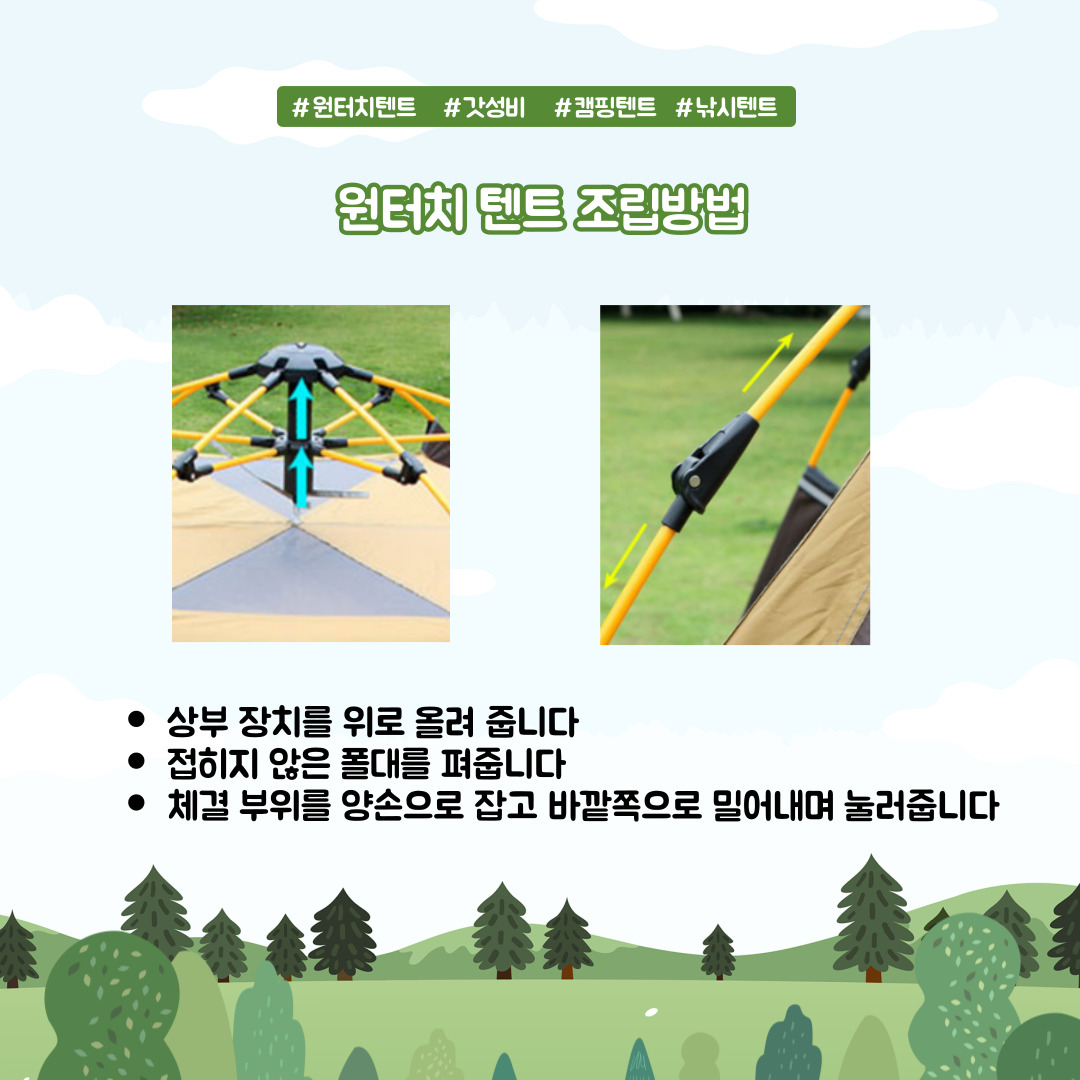 #원터치텐트 #갓성비 #캠핑텐트 #낚시텐트
원터치 텐트 조립방법
● 상부 장치를 위로 올려 줍니다
● 접히지 않은 폴대를 펴줍니다
● 체결 부위를 양손으로 잡고 바깥쪽으로 밀어내며 눌러줍니다